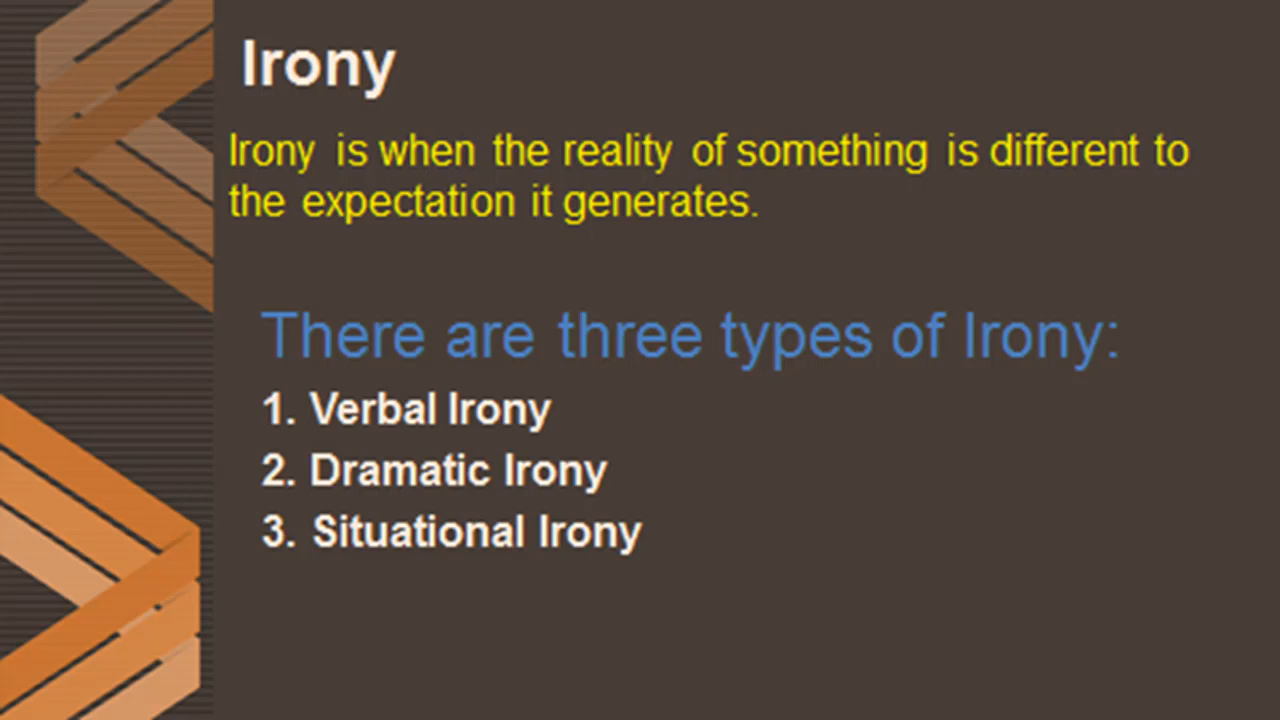 Irony
Irony is when the reality of something is different to
the expectation it generates.
There are three types of Irony:
1. Verbal Irony
2. Dramatic Irony
3. Situational Irony